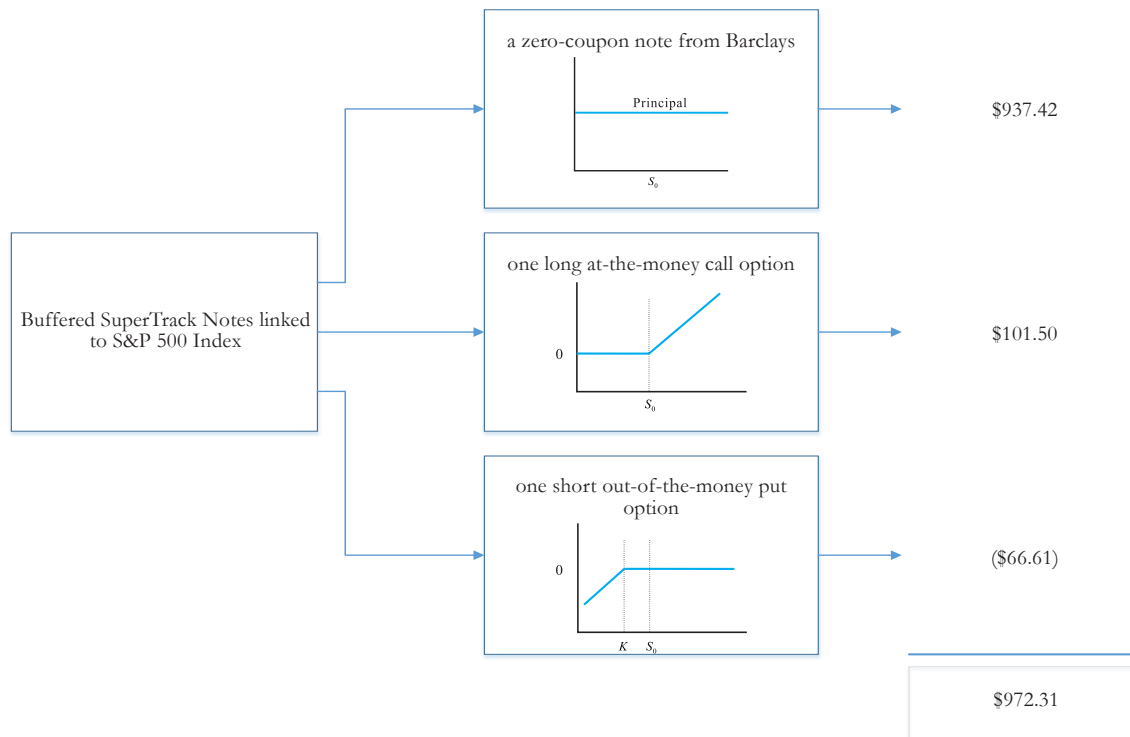 a zero-coupon note from Barclays
Principal
S₀
$937.42
Buffered SuperTrack Notes linked
to S&P 500 Index
one long at-the-money call option
0
S₀
$101.50
one short out-of-the-money put
option
0
K S₀
($66.61)
$972.31